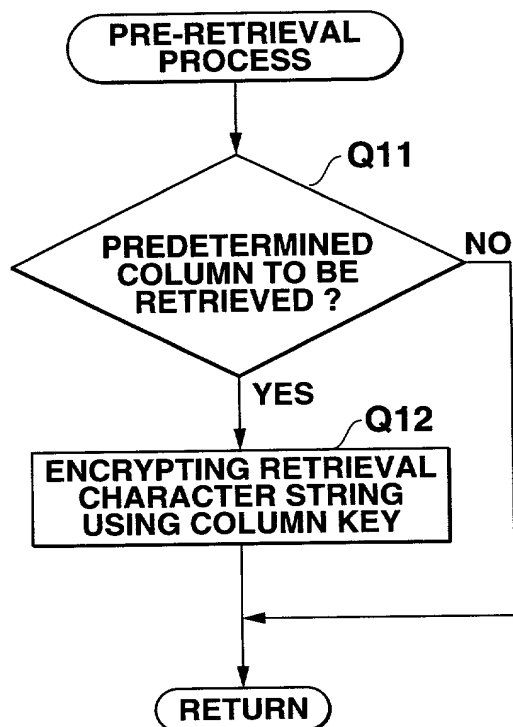 PRE-RETRIEVAL
PROCESS
Q11
PREDETERMINED
COLUMN TO BE
RETRIEVED ?
NO
YES
Q12
ENCRYPTING RETRIEVAL
CHARACTER STRING
USING COLUMN KEY
RETURN